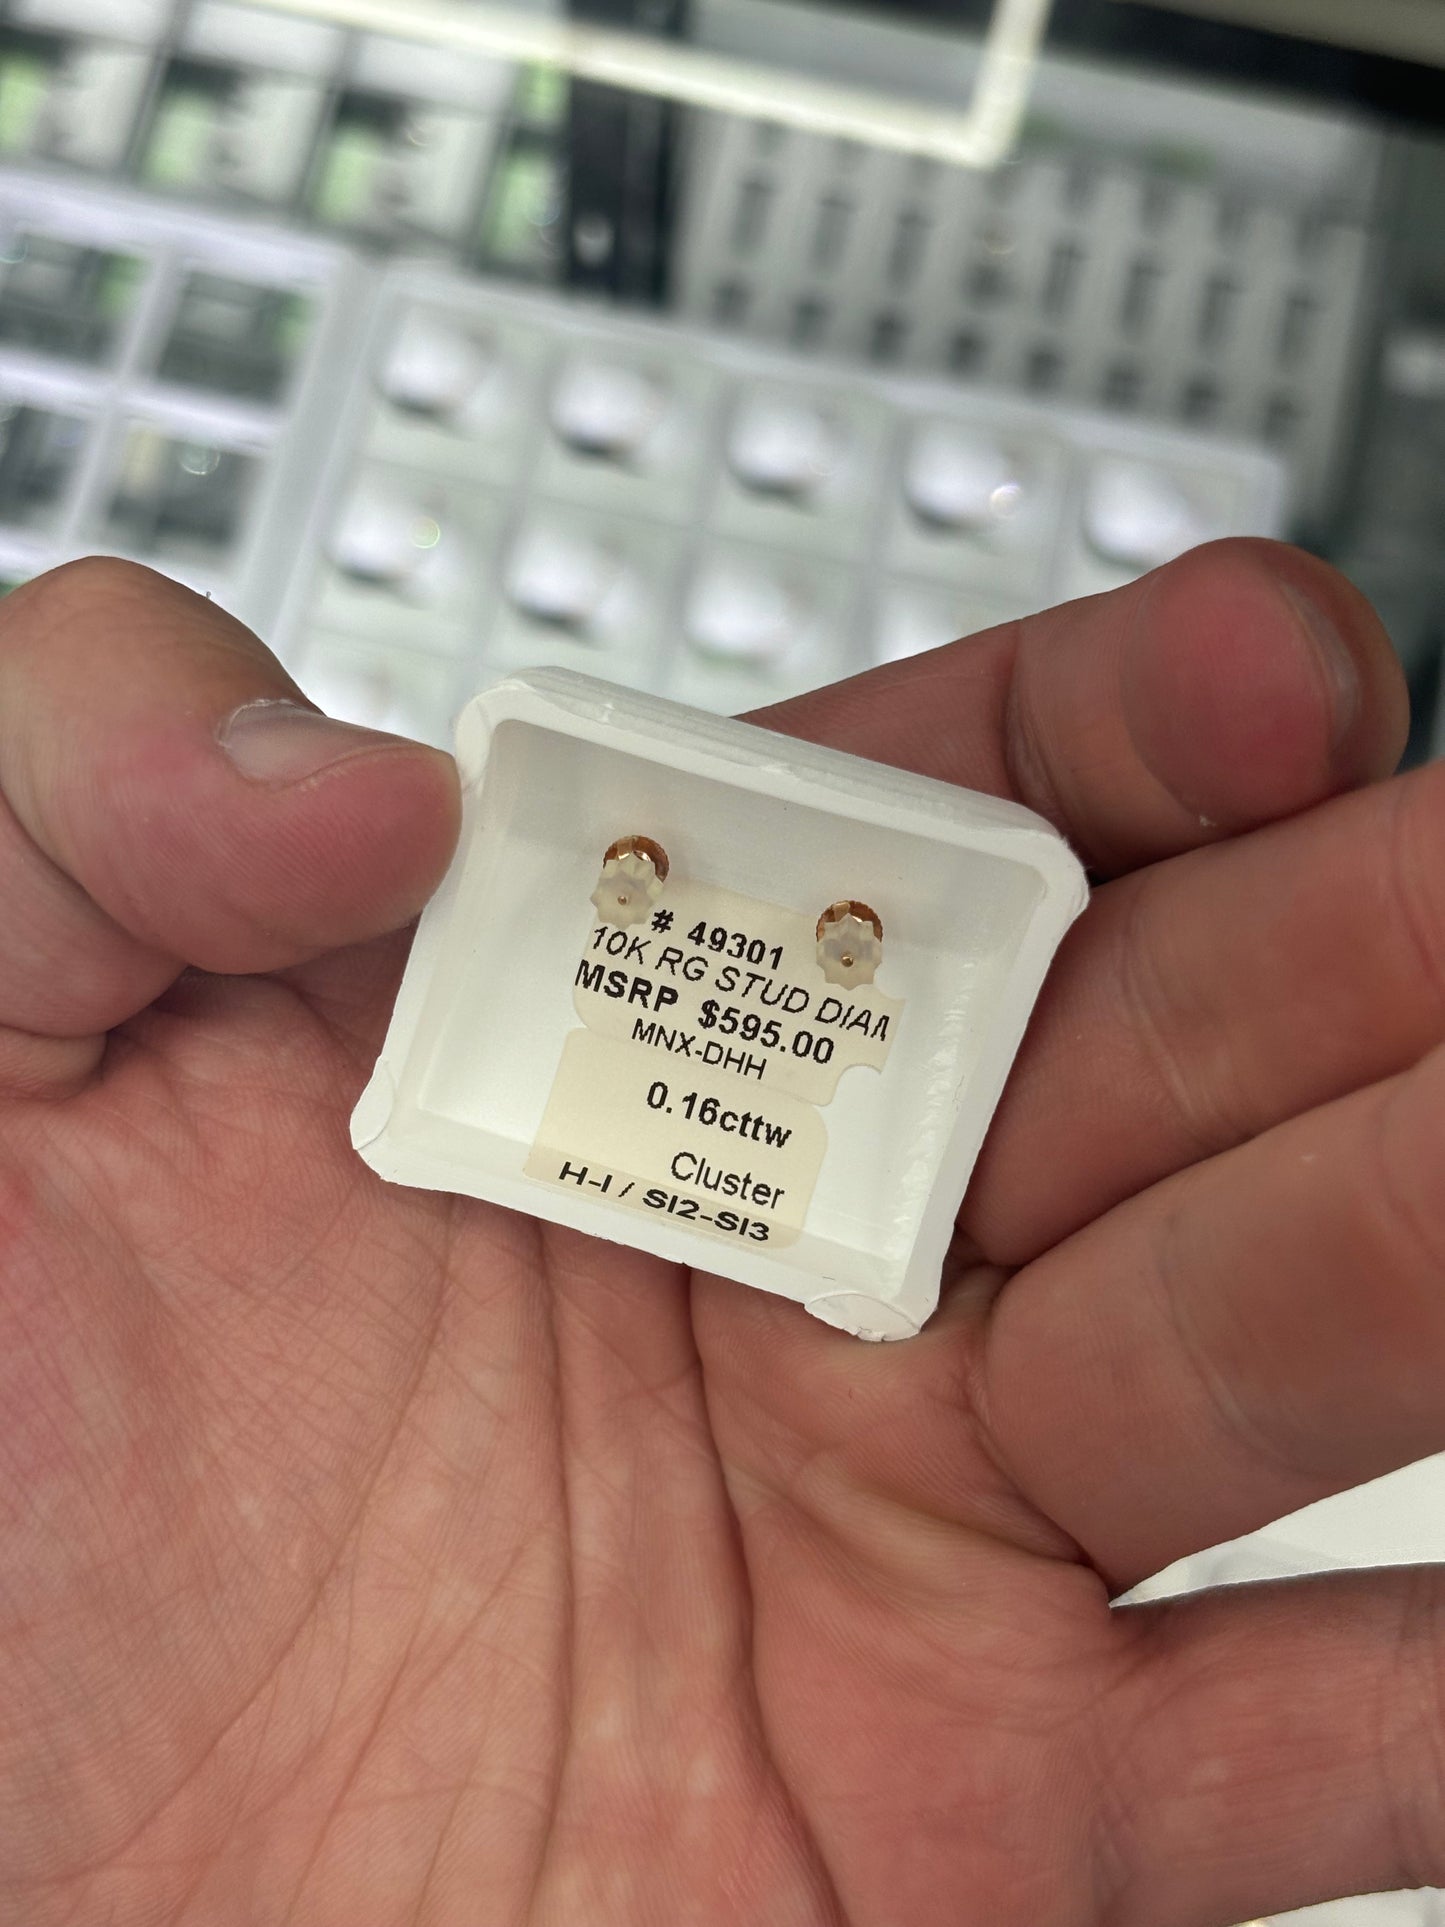 # 49301
10K RG STUD DIAM
MSRP $595.00
MNX-DHH
0.16cttw
Cluster
H-I / SI2-SI3